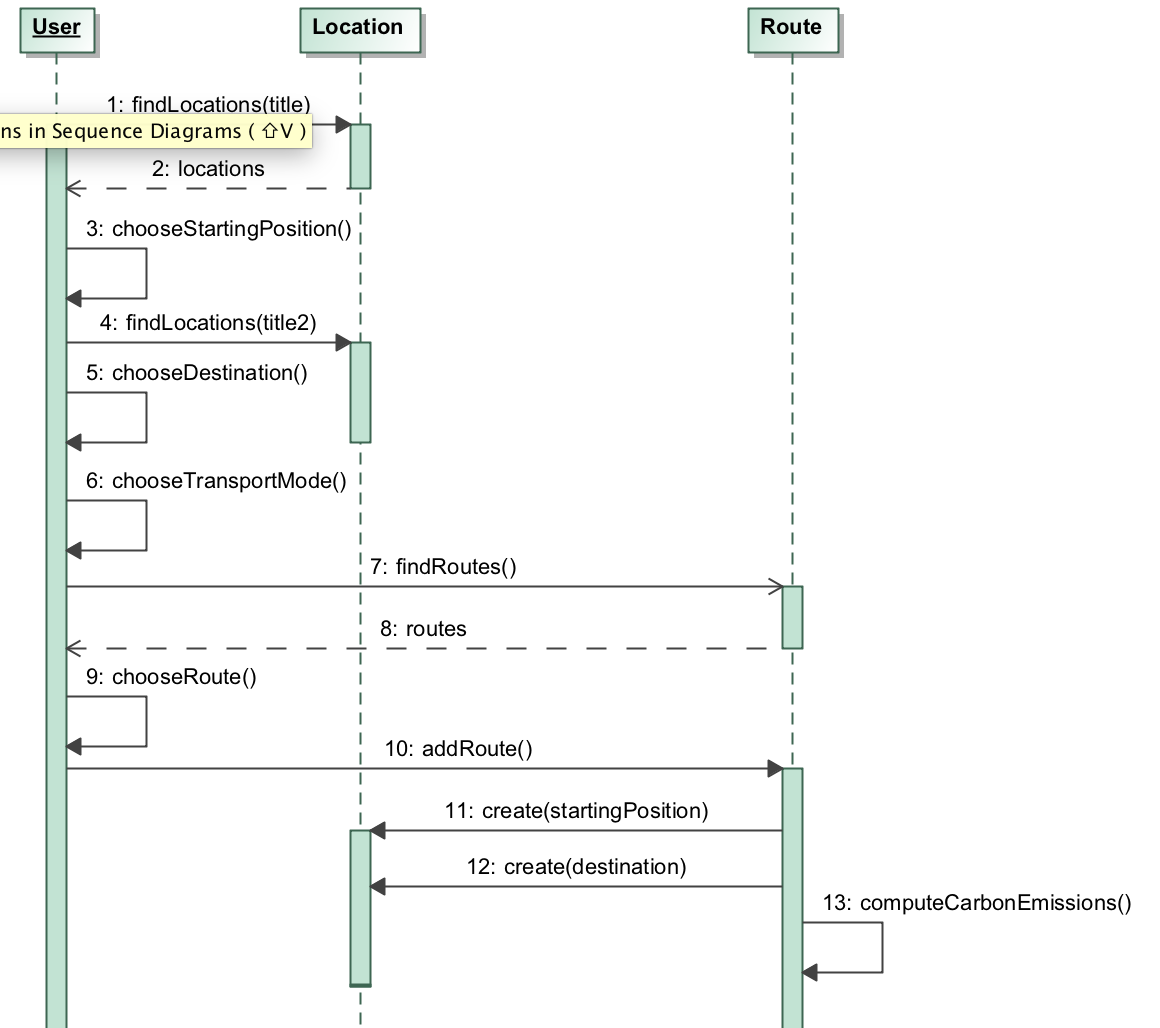 User
Location
Route
1: findLocations(title)
ns in Sequence Diagrams ( ⇧V )
2: locations
3: chooseStartingPosition()
4: findLocations(title2)
5: chooseDestination()
6: chooseTransportMode()
7: findRoutes()
8: routes
9: chooseRoute()
10: addRoute()
11: create(startingPosition)
12: create(destination)
13: computeCarbonEmissions()